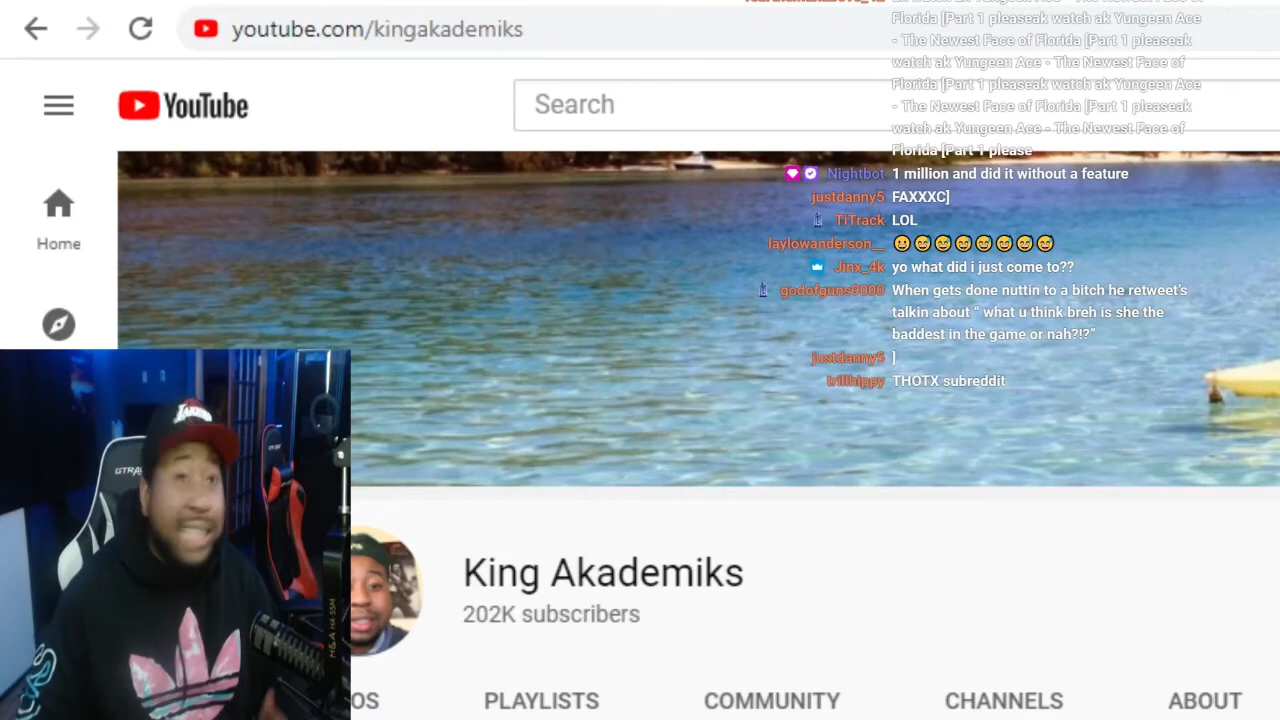 youtube.com/kingakademiks
YouTube
Search
Home
Florida [Part 1 pleaseak watch ak Yungeen Ace
- The Newest Face of Florida [Part 1 pleaseak
watch ak Yungeen Ace - The Newest Face of
Florida [Part 1 pleaseak watch ak Yungeen Ace
- The Newest Face of Florida [Part 1 pleaseak
watch ak Yungeen Ace - The Newest Face of
Florida [Part 1 please
Nightbot 1 million and did it without a feature
justdanny5 FAXXXC]
TiTrack LOL
laylowanderson__
Jinx_4k yo what did i just come to??
godofguns9000 When gets done nuttin to a bitch he retweet's
talkin about “ what u think breh is she the
baddest in the game or nah?!?”
justdanny5 ]
trillhippy THOTX subreddit
King Akademiks
202K subscribers
OS
PLAYLISTS
COMMUNITY
CHANNELS
ABOUT